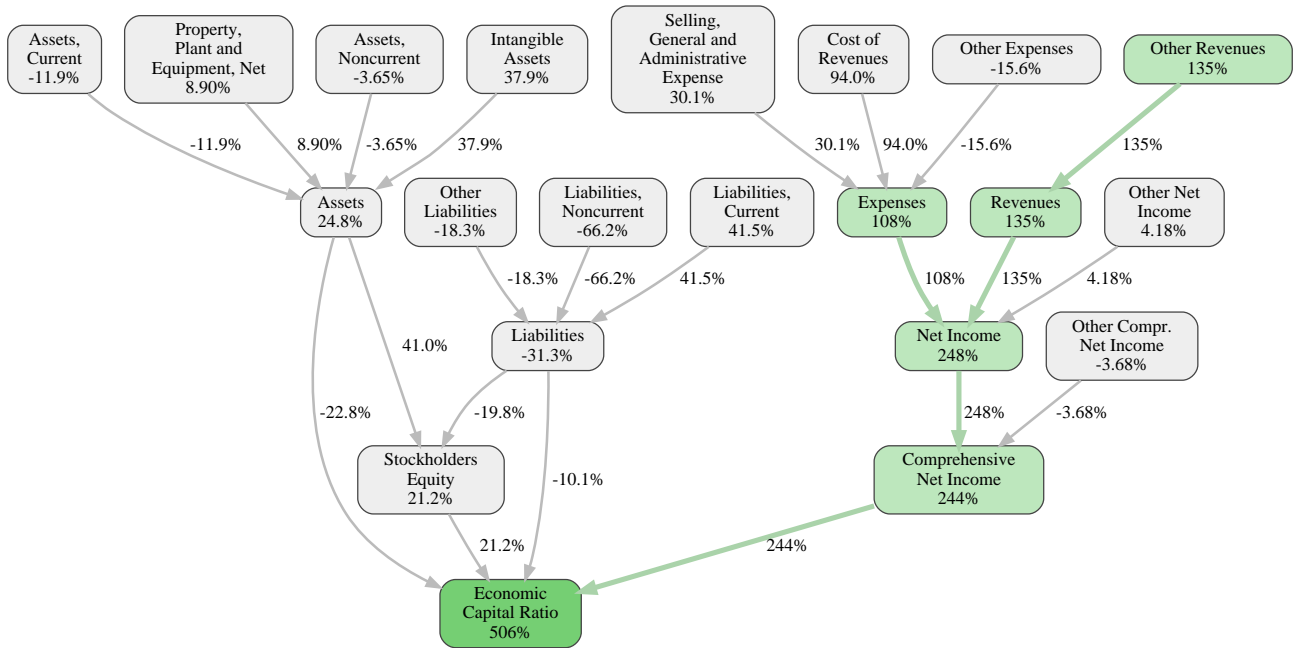 Assets,
Current
-11.9%
Property,
Plant and
Equipment, Net
8.90%
Assets,
Noncurrent
-3.65%
Intangible
Assets
37.9%
Selling,
General and
Administrative
Expense
30.1%
Cost of
Revenues
94.0%
Other Expenses
-15.6%
Other Revenues
135%
-11.9%
8.90%
-3.65%
37.9%
30.1%
94.0%
-15.6%
135%
Assets
24.8%
Other
Liabilities
-18.3%
Liabilities,
Noncurrent
-66.2%
Liabilities,
Current
41.5%
Expenses
108%
Revenues
135%
Other Net
Income
4.18%
-18.3%
-66.2%
41.5%
108%
135%
4.18%
Liabilities
-31.3%
Net Income
248%
Other Compr.
Net Income
-3.68%
41.0%
-22.8%
-19.8%
248%
-3.68%
Stockholders
Equity
21.2%
-10.1%
Comprehensive
Net Income
244%
21.2%
244%
Economic
Capital Ratio
506%